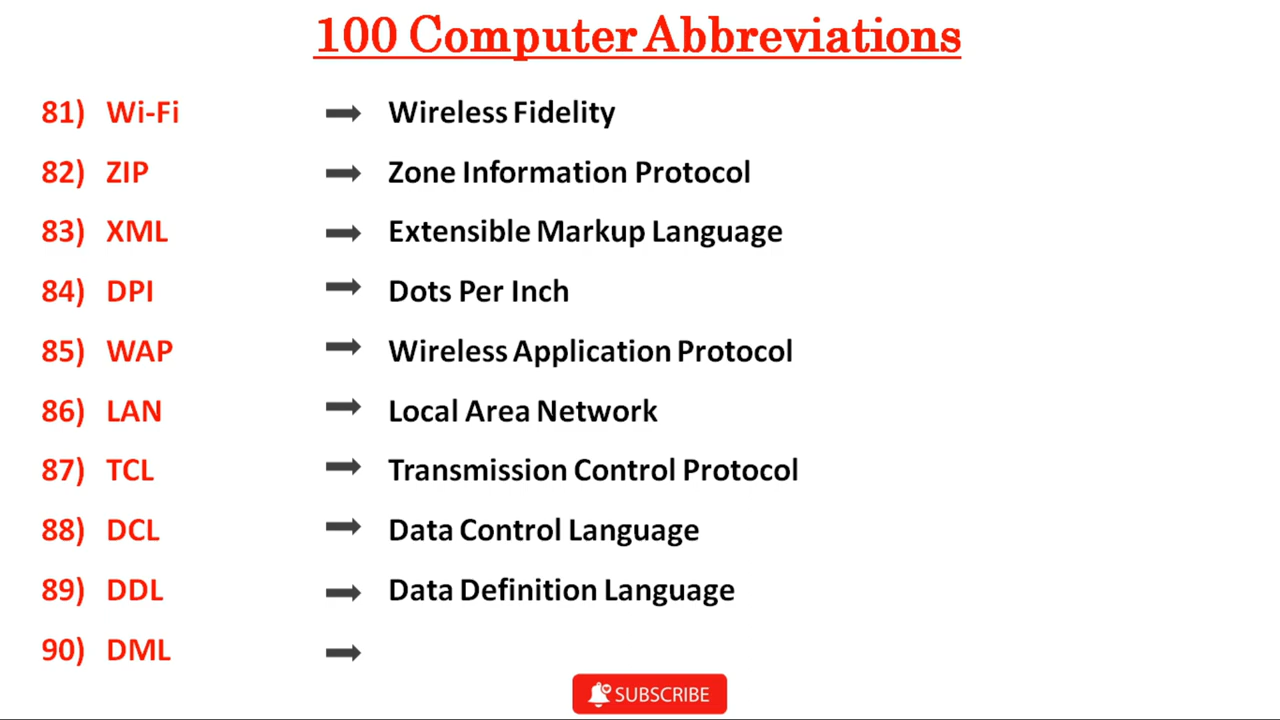 100 Computer Abbreviations
81) Wi-Fi → Wireless Fidelity
82) ZIP → Zone Information Protocol
83) XML → Extensible Markup Language
84) DPI → Dots Per Inch
85) WAP → Wireless Application Protocol
86) LAN → Local Area Network
87) TCL → Transmission Control Protocol
88) DCL → Data Control Language
89) DDL → Data Definition Language
90) DML →
SUBSCRIBE